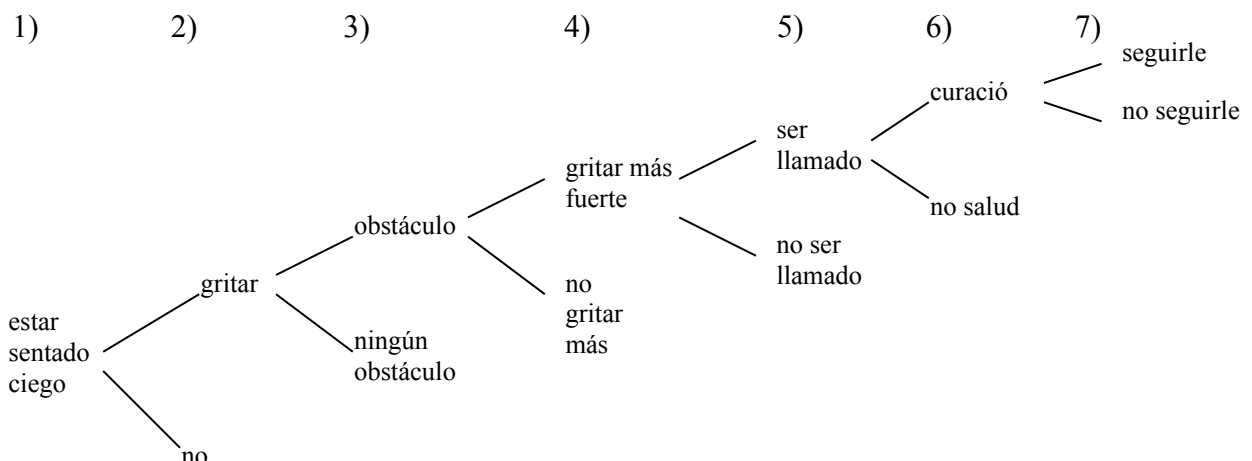 1) 2) 3) 4) 5) 6) 7)
seguirle
curació
no seguirle
ser
llamado
gritar más
fuerte
no salud
obstáculo
no ser
llamado
gritar
no
gritar
más
estar
sentado
ciego
ningún
obstáculo
no